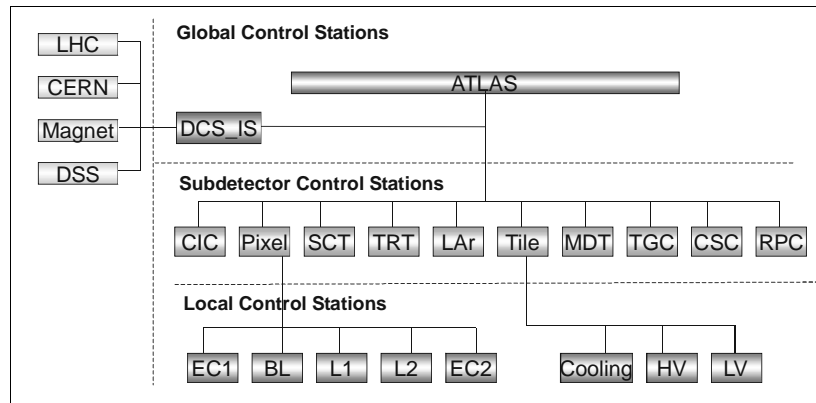 LHC
CERN
Magnet
DSS
Global Control Stations
ATLAS
DCS_IS
Subdetector Control Stations
CIC Pixel SCT TRT LAr Tile MDT TGC CSC RPC
Local Control Stations
EC1 BL L1 L2 EC2 Cooling HV LV